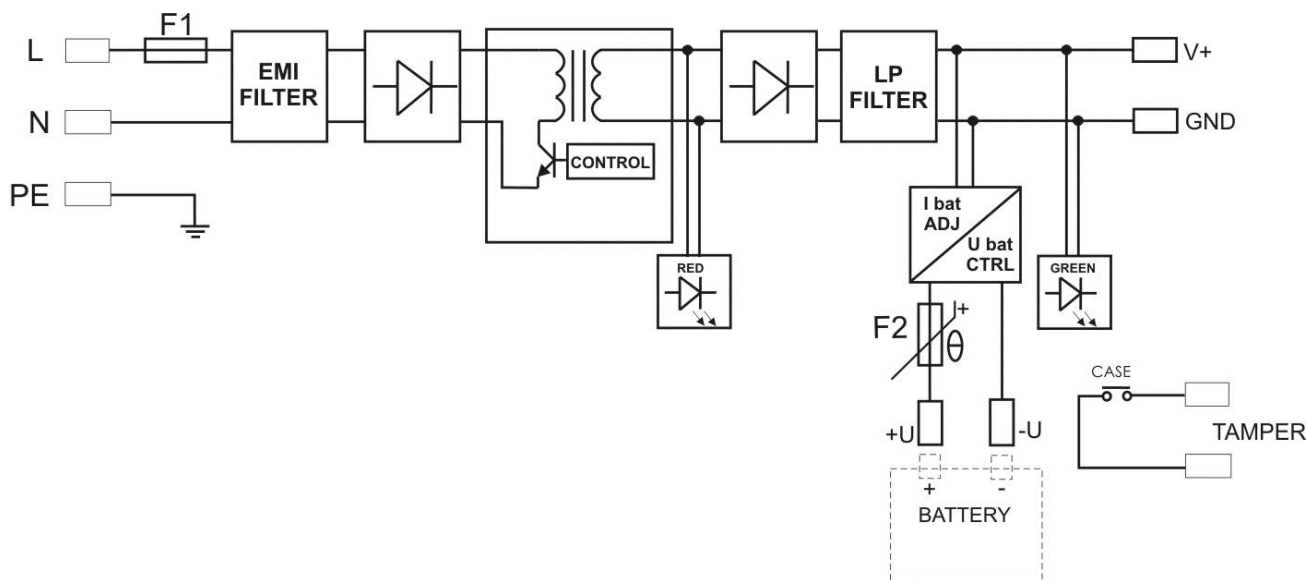 F1
L
EMI
FILTER
LP
FILTER
V+
N
GND
CONTROL
PE
I bat
ADJ
U bat
CTRL
RED
GREEN
F2
I+
θ
CASE
+U
-U
TAMPER
+
-
BATTERY